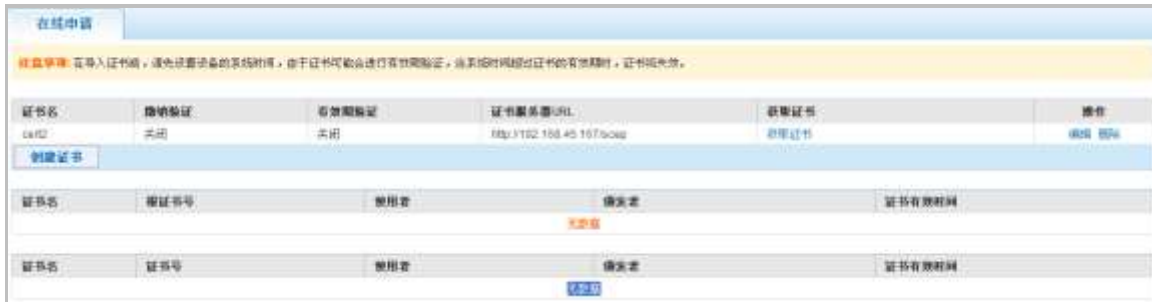 在线申请
注意事项: 在导入证书前，请先设置设备的系统时间，由于证书可能会进行有效期验证，当系统时间超过证书的有效期时，证书将失效。
证书名 撤销验证 有效期验证 证书服务器URL 获取证书 操作
cert2 关闭 关闭 获取证书 编辑 删除
创建证书
证书名 根证书号 使用者 颁发者 证书有效时间
无数据
证书名 证书号 使用者 颁发者 证书有效时间
无数据